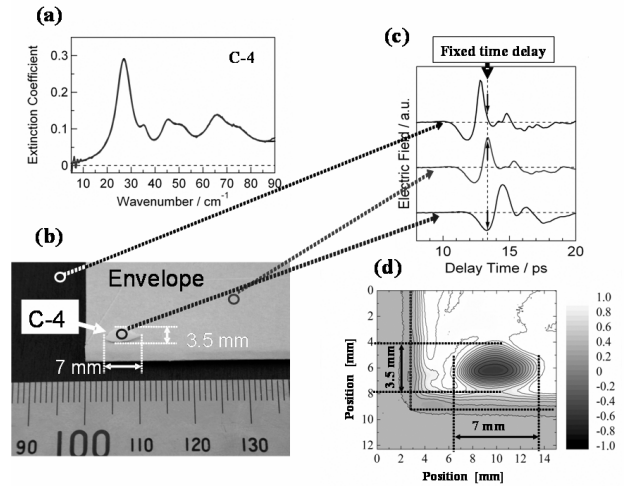 (a)
C-4
Extinction Coefficient
0.3
0.2
0.1
0.0
10 20 30 40 50 60 70 80 90
Wavenumber / cm⁻¹
(c)
Fixed time delay
Electric Field / a.u.
10 15 20
Delay Time / ps
(b)
Envelope
C-4
3.5 mm
7 mm
90 100 110 120 130
(d)
0
2
4
6
8
10
12
Position [mm]
3.5 mm
7 mm
0 2 4 6 8 10 12 14
Position [mm]
1.0
0.8
0.6
0.4
0.2
0
-0.2
-0.4
-0.6
-0.8
-1.0